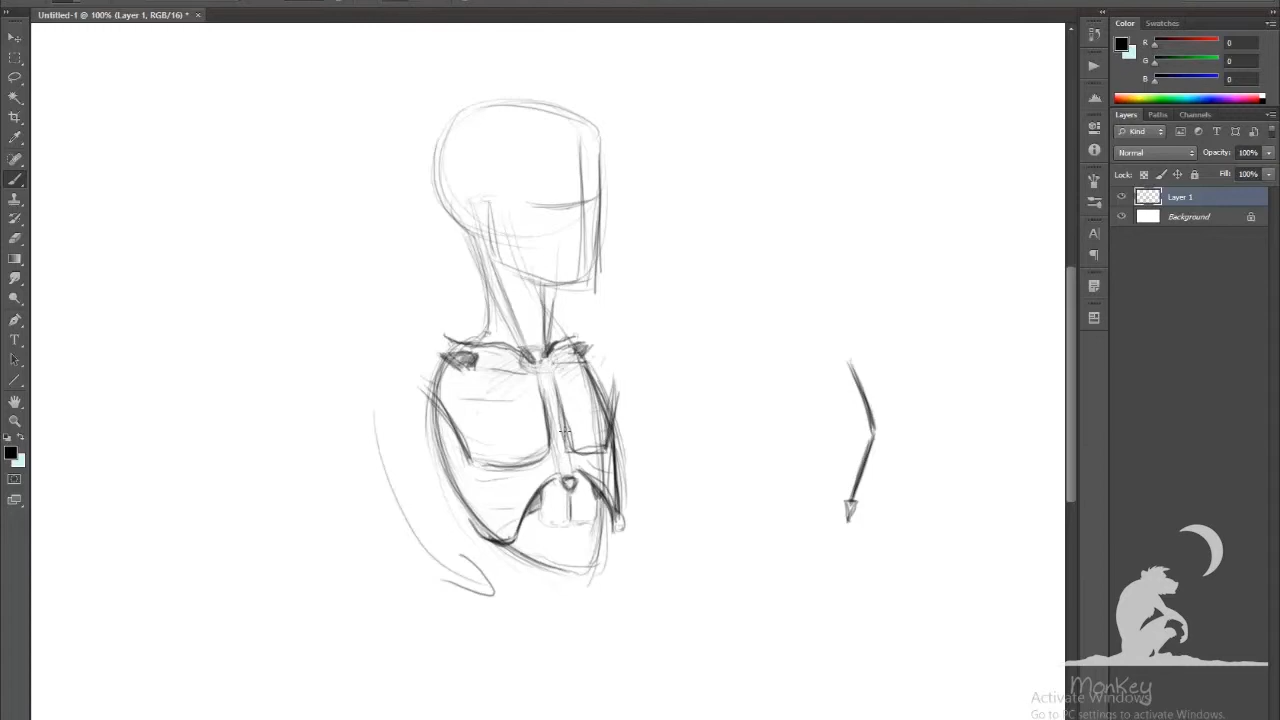 Untitled-1 @ 100% (Layer 1, RGB/16) * ×
Color Swatches
R 0
G 0
B 0
Layers Paths Channels
Kind
Normal Opacity: 100%
Lock: Fill: 100%
Layer 1
Background
Monkey
Activate Windows
Go to PC settings to activate Windows.